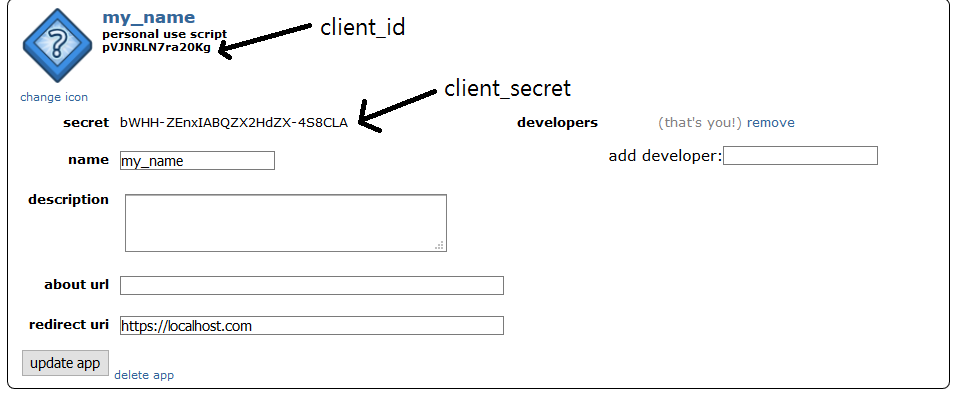 my_name
personal use script
pVJNRLN7ra20Kg
client_id
change icon
client_secret
secret bWHH-ZEnxIABQZX2HdZX-4S8CLA developers (that's you!) remove
name my_name add developer:
description
about url
redirect uri https://localhost.com
update app delete app